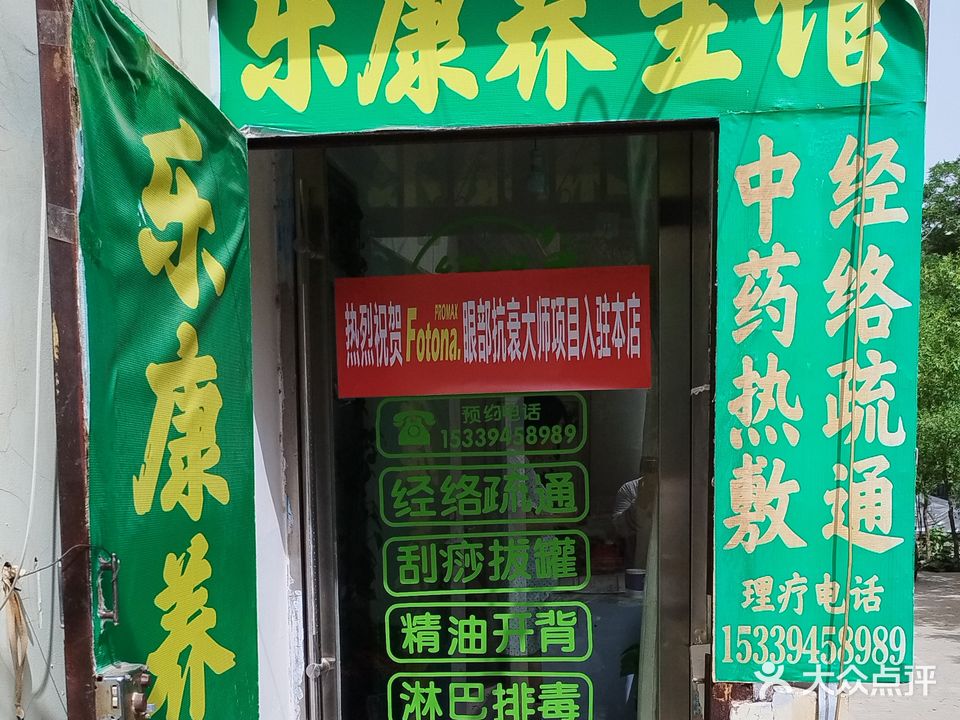 乐康养生馆
乐康养
经络疏通
中药热敷
理疗电话
15339458989
热烈祝贺 Fotona. PROMAX 眼部抗衰大师项目入驻本店
预约电话
15339458989
经络疏通
刮痧拔罐
精油开背
淋巴排毒
大众点评